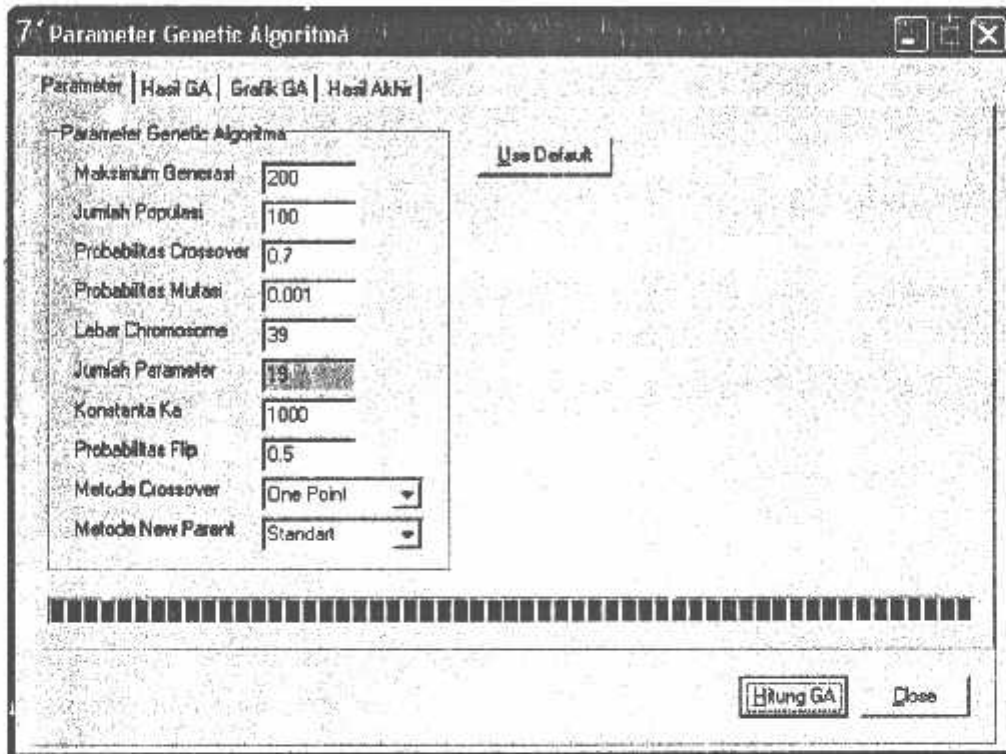 Parameter Genetic Algoritma
Parameter Hasil GA Grafik GA Hasil Akhir
Parameter Genetic Algoritma
Use Default
Maksimum Generasi 200
Jumlah Populasi 100
Probabilitas Crossover 0.7
Probabilitas Mutasi 0.001
Lebar Chromosome 39
Jumlah Parameter 19
Konstanta Ka 1000
Probabilitas Flip 0.5
Metode Crossover One Point
Metode New Parent Standart
Hitung GA Close